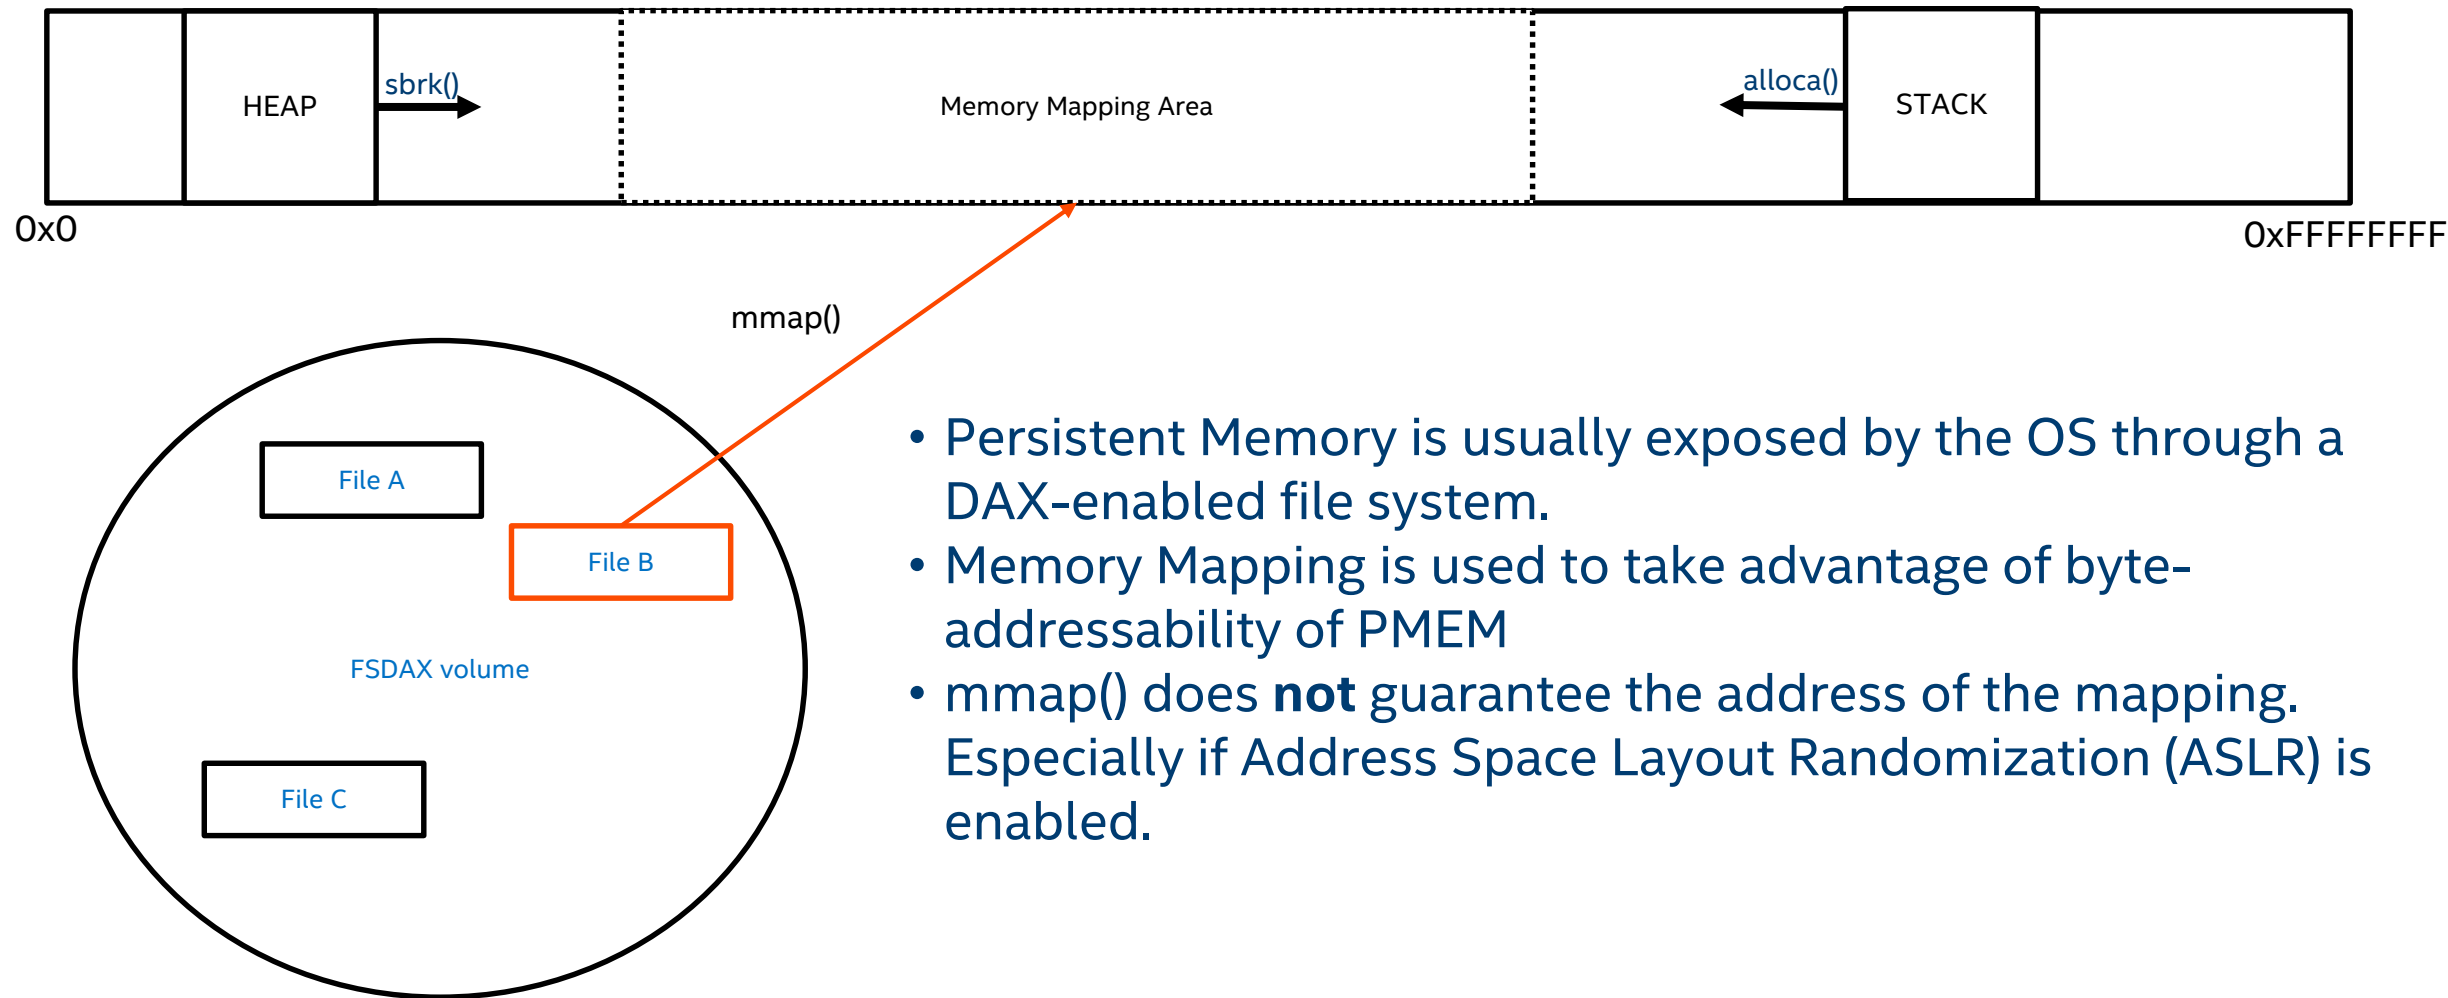 HEAP
sbrk()
Memory Mapping Area
alloca()
STACK
0x0
0xFFFFFFFF
mmap()
File A
File B
FSDAX volume
File C
• Persistent Memory is usually exposed by the OS through a
DAX-enabled file system.
• Memory Mapping is used to take advantage of byte-
addressability of PMEM
• mmap() does not guarantee the address of the mapping.
Especially if Address Space Layout Randomization (ASLR) is
enabled.